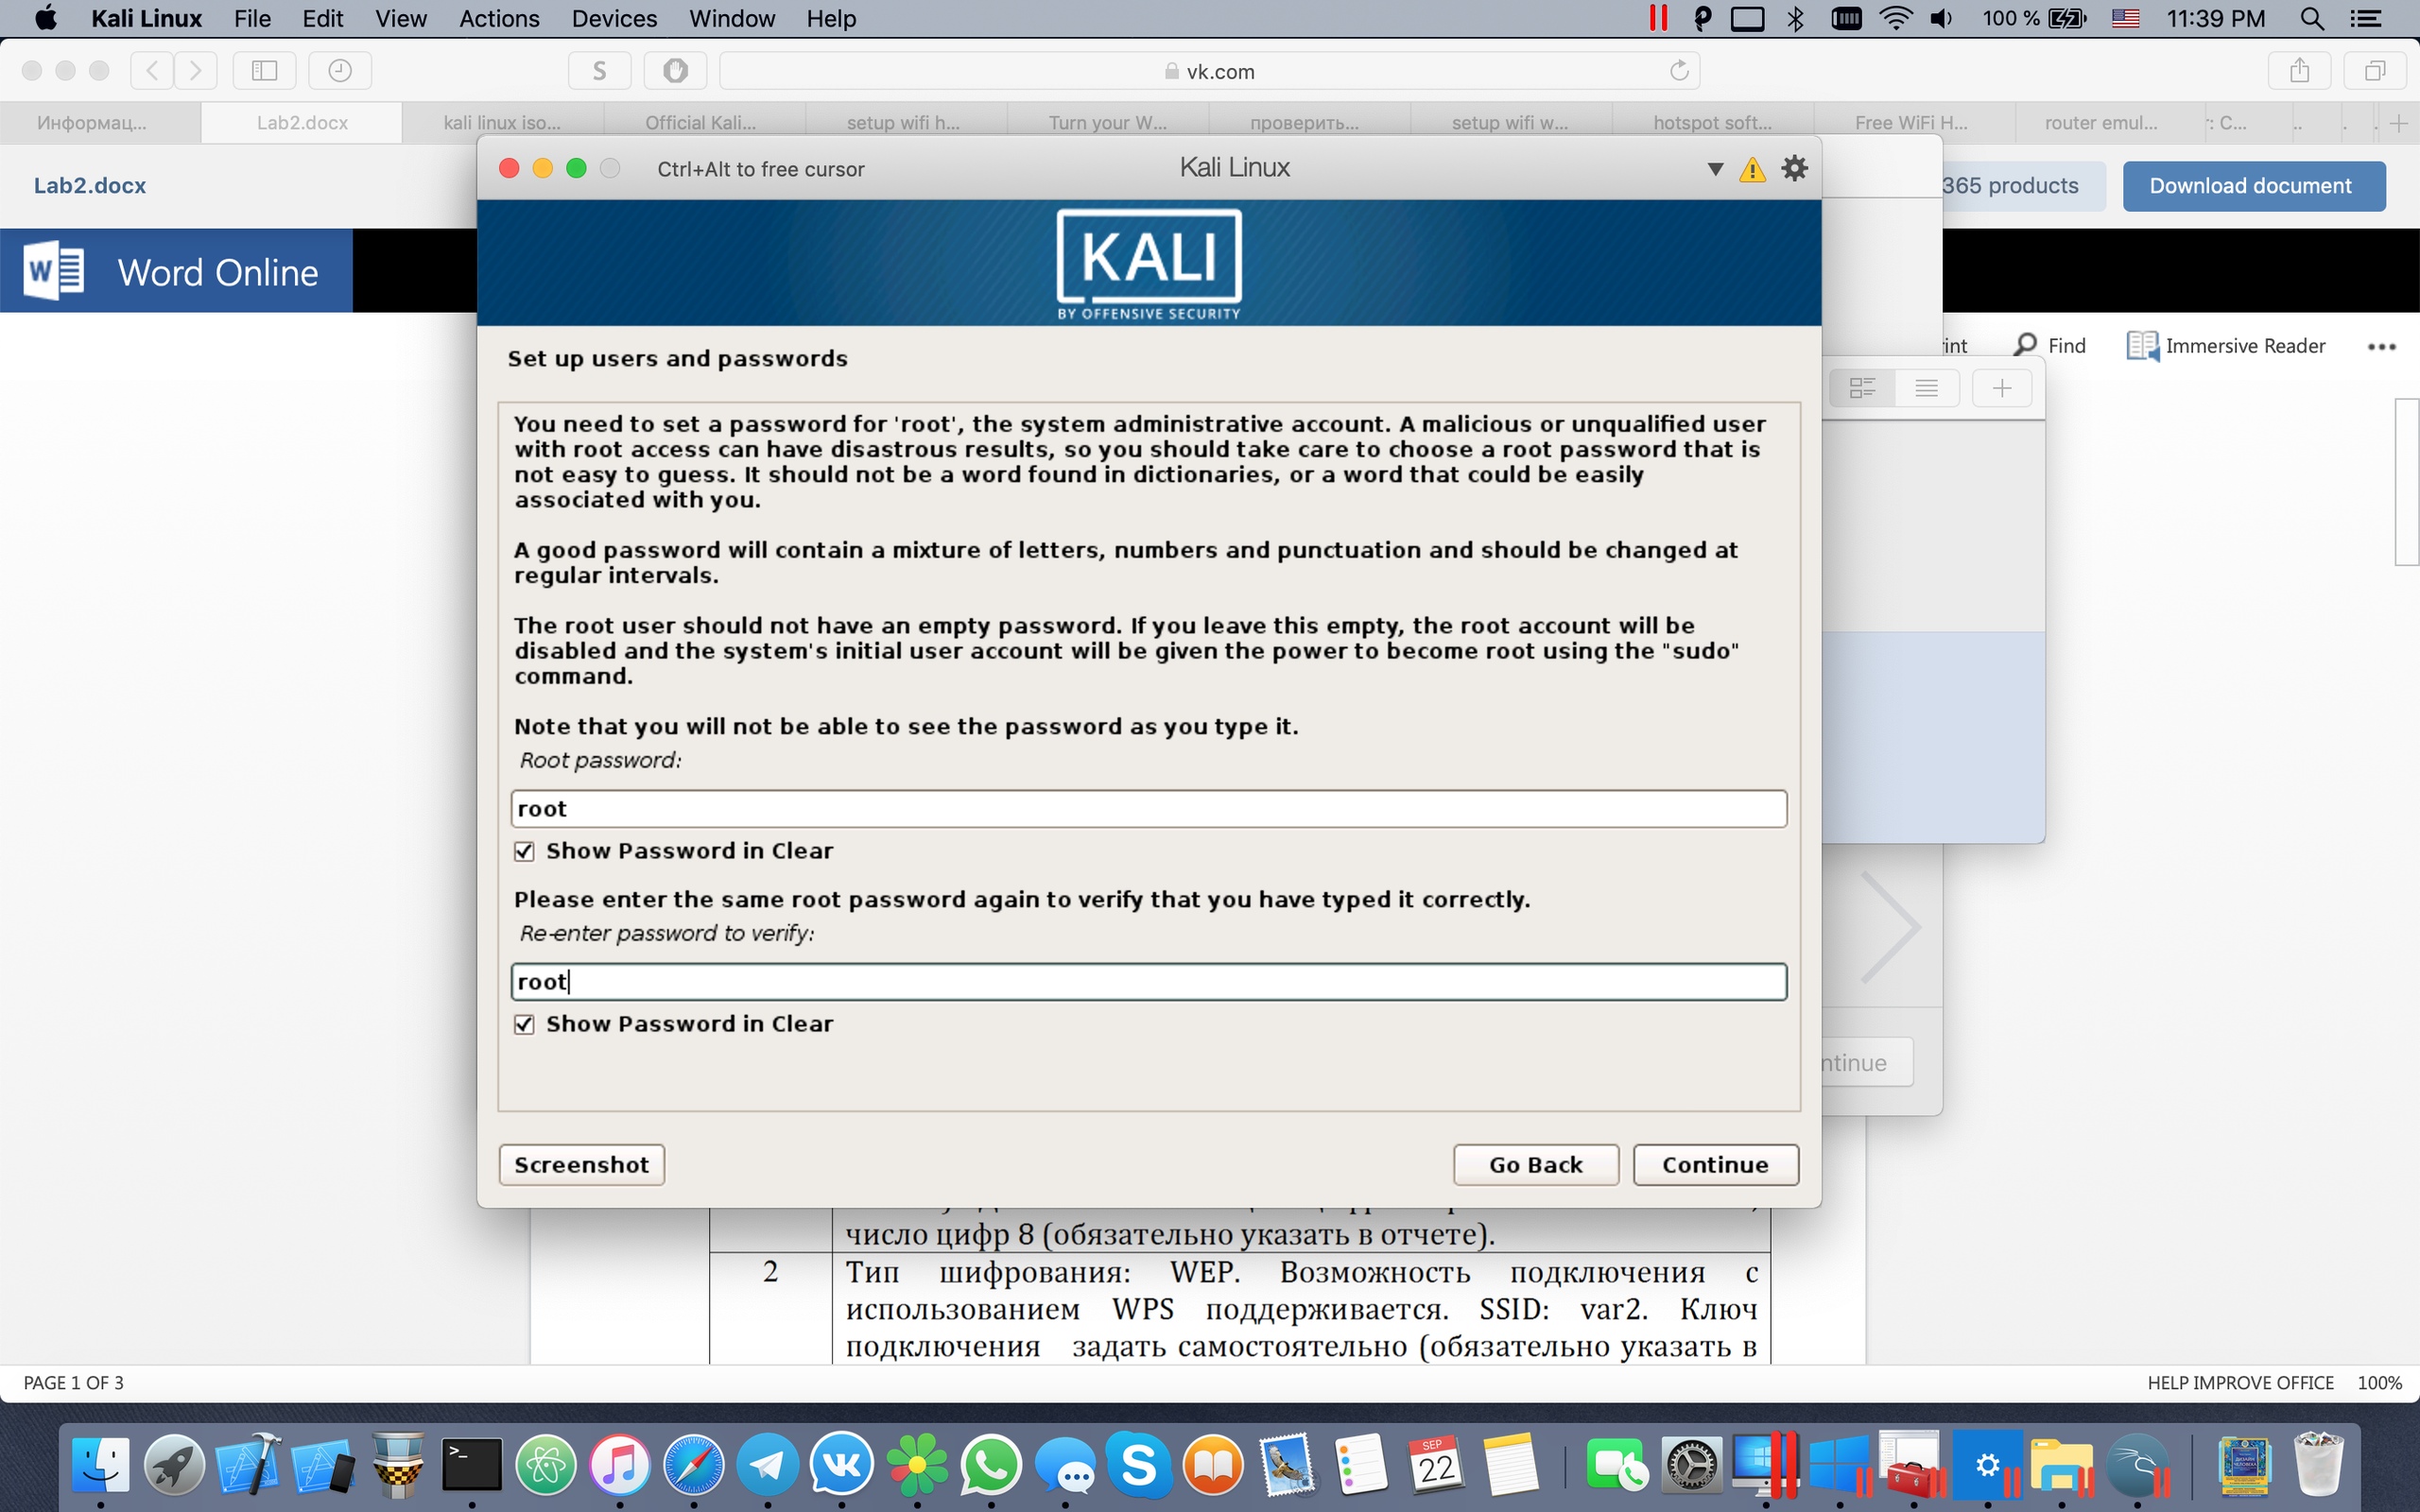 Kali Linux File Edit View Actions Devices Window Help 100 % 11:39 PM
S vk.com
Информац... Lab2.docx kali linux iso... Official Kali... setup wifi h... Turn your W... проверить... setup wifi w... hotspot soft... Free WiFi H... router emul... : C...
Ctrl+Alt to free cursor Kali Linux
Lab2.docx 365 products Download document
KALI
BY OFFENSIVE SECURITY
W Word Online
int Find Immersive Reader
Set up users and passwords
You need to set a password for 'root', the system administrative account. A malicious or unqualified user
with root access can have disastrous results, so you should take care to choose a root password that is
not easy to guess. It should not be a word found in dictionaries, or a word that could be easily
associated with you.
A good password will contain a mixture of letters, numbers and punctuation and should be changed at
regular intervals.
The root user should not have an empty password. If you leave this empty, the root account will be
disabled and the system's initial user account will be given the power to become root using the "sudo"
command.
Note that you will not be able to see the password as you type it.
Root password:
root
Show Password in Clear
Please enter the same root password again to verify that you have typed it correctly.
Re-enter password to verify:
root
Show Password in Clear
ntinue
Screenshot Go Back Continue
число цифр 8 (обязательно указать в отчете).
2 Тип шифрования: WEP. Возможность подключения с
использованием WPS поддерживается. SSID: var2. Ключ
подключения задать самостоятельно (обязательно указать в
PAGE 1 OF 3 HELP IMPROVE OFFICE 100%
SEP
22